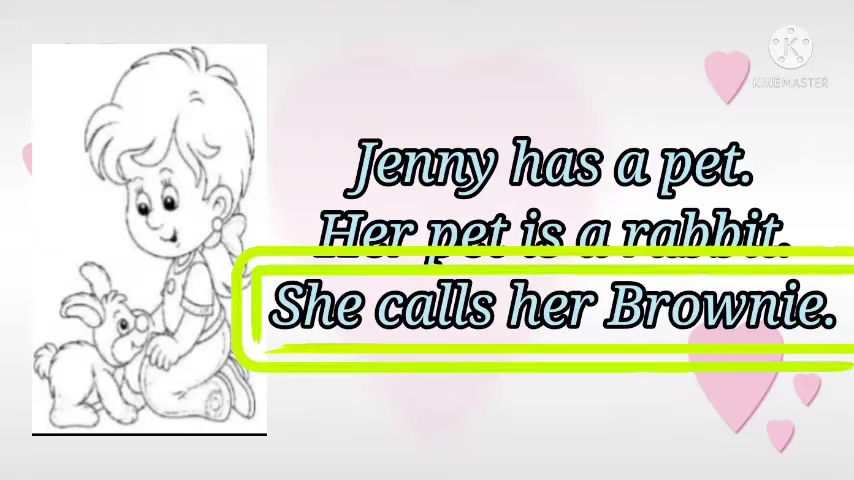 KINEMASTER
Jenny has a pet.
Her pet is a rabbit.
She calls her Brownie.